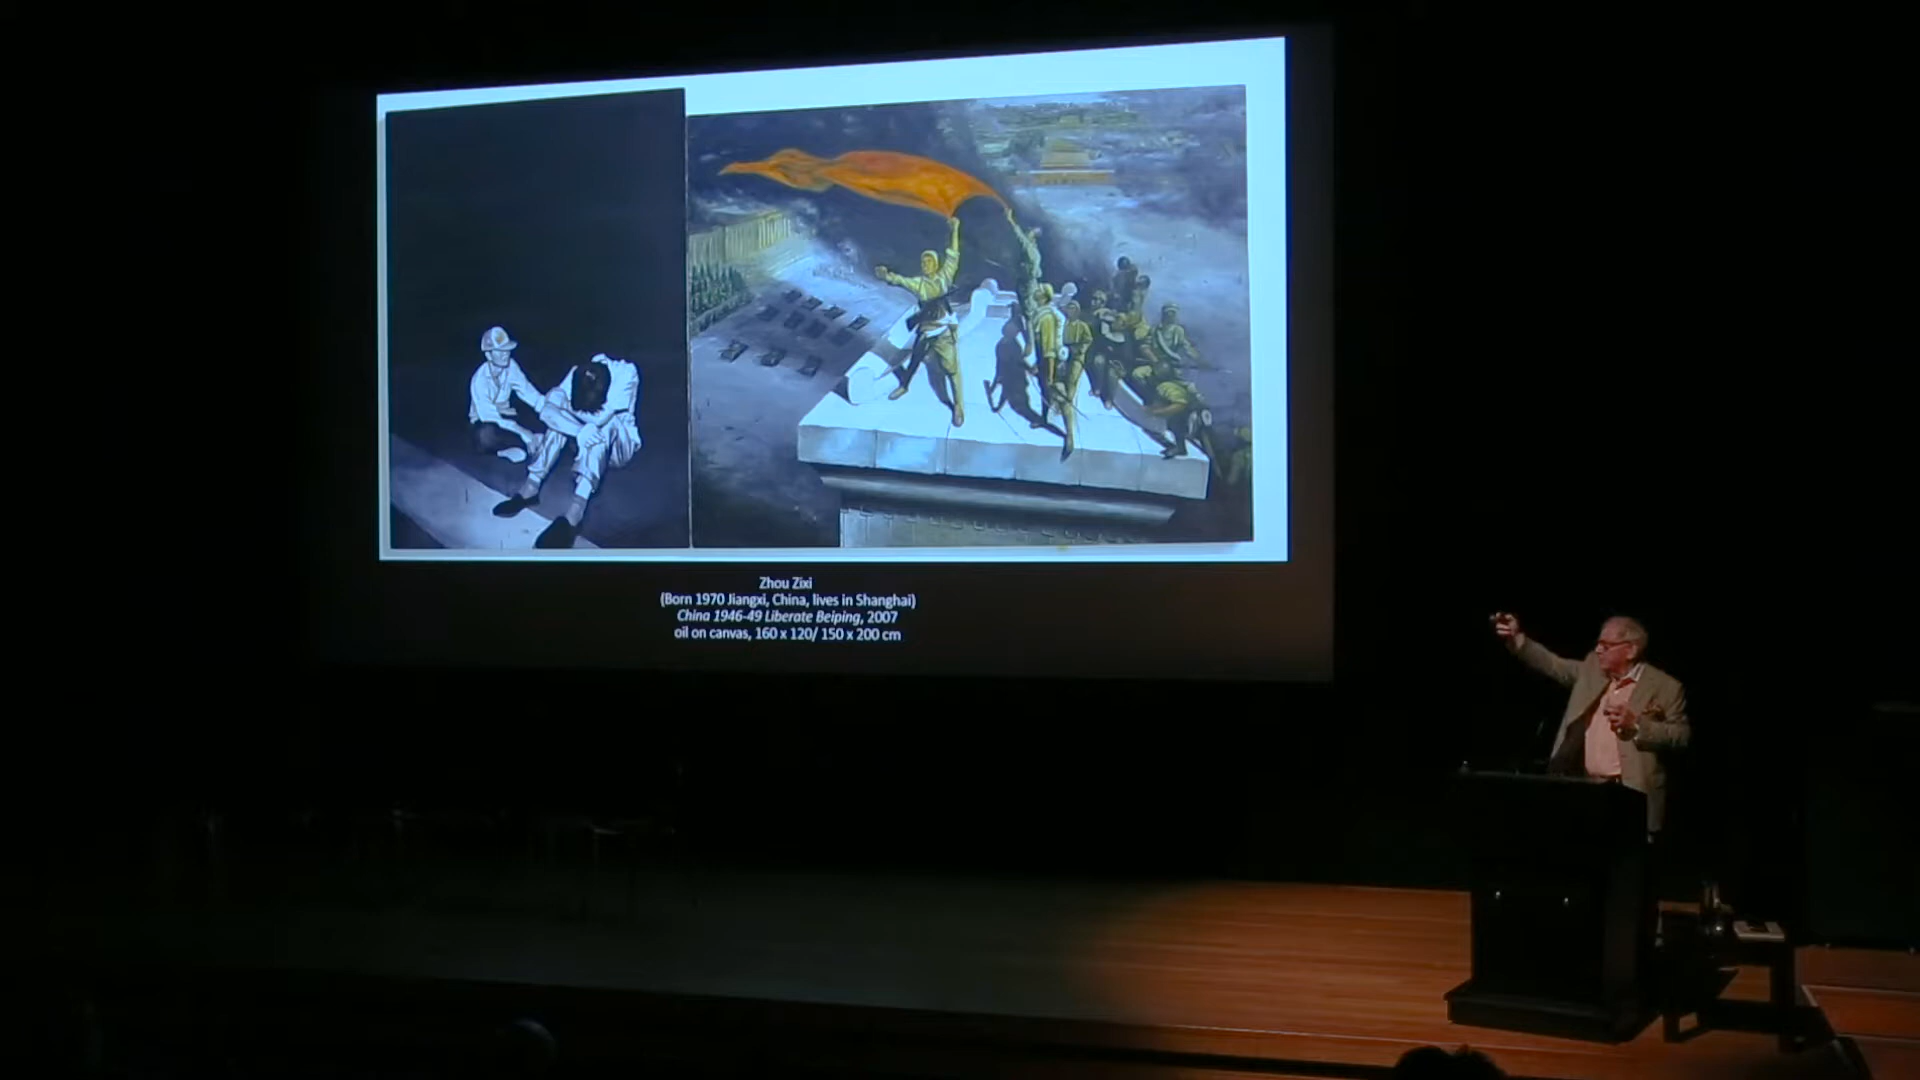 Zhou Zixi
(Born 1970 Jiangxi, China, lives in Shanghai)
China 1946-49 Liberate Beiping, 2007
oil on canvas, 160 x 120/ 150 x 200 cm